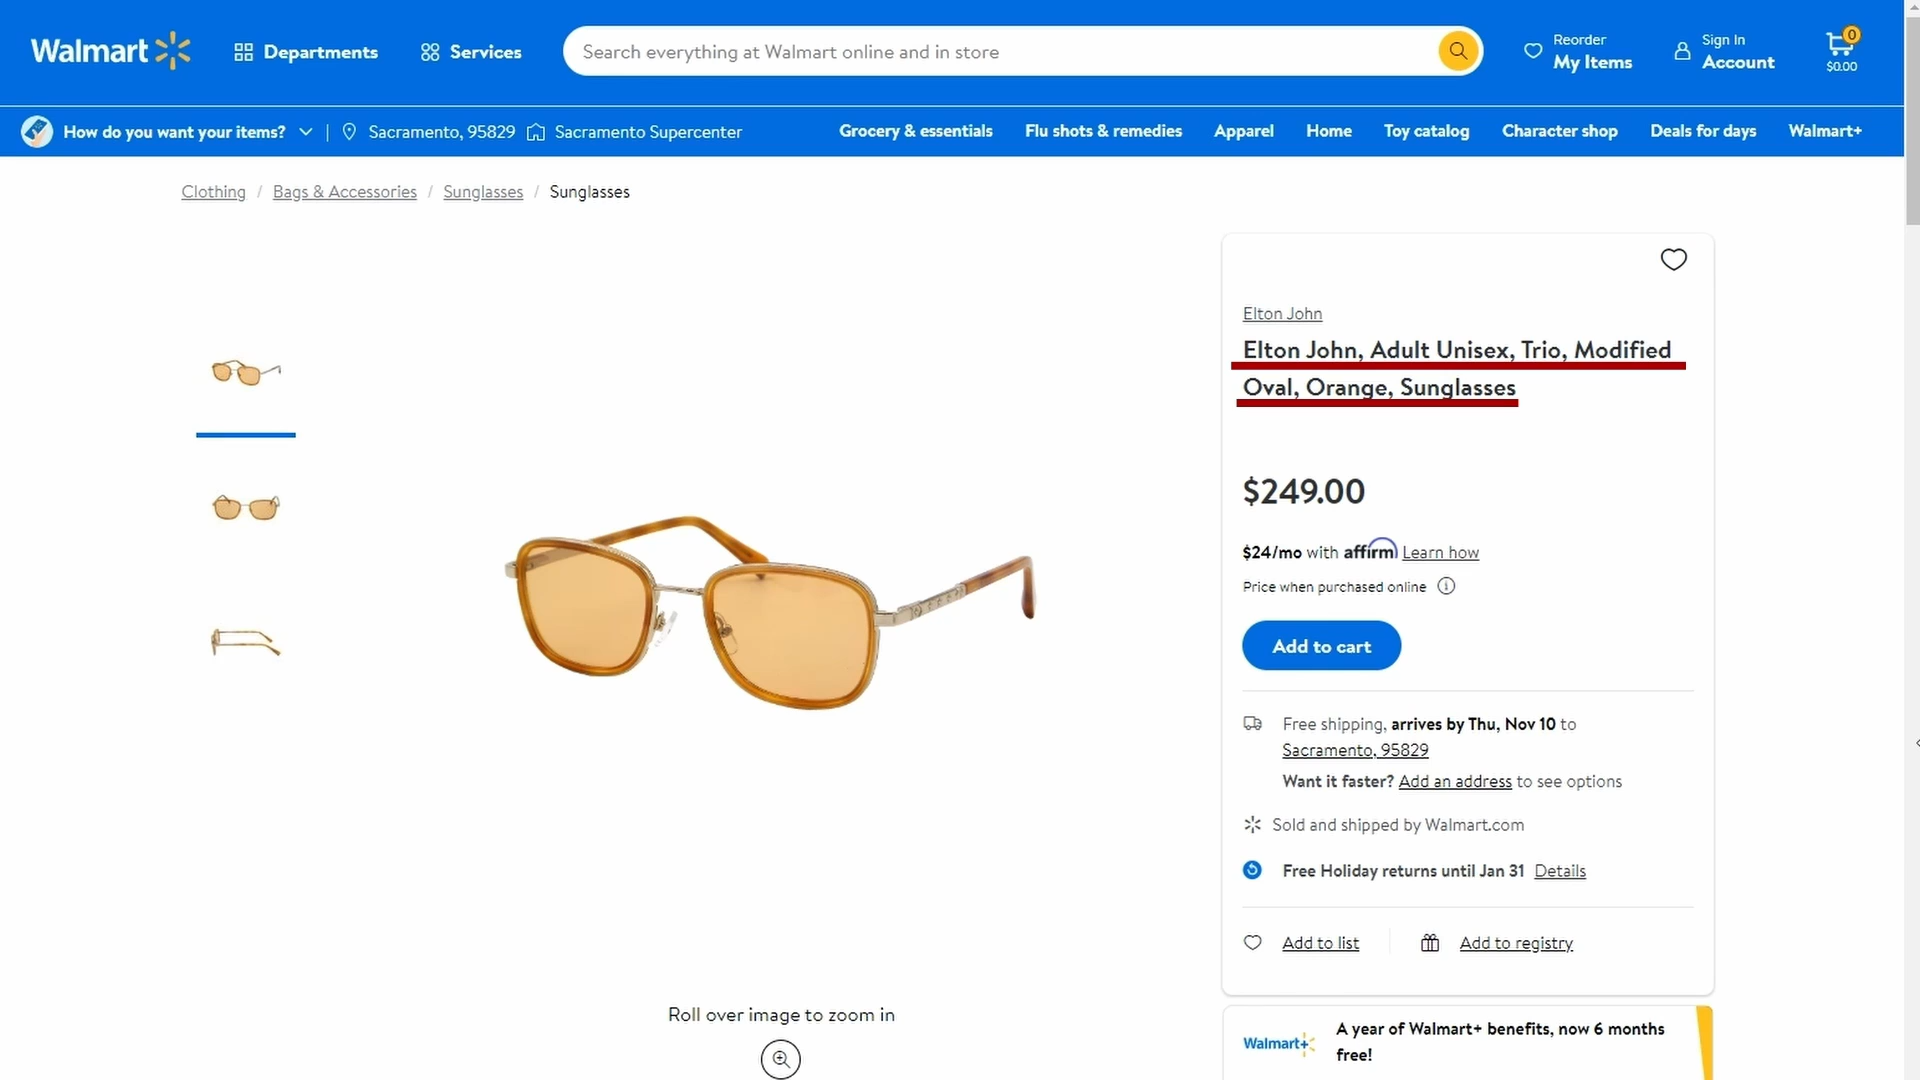 Walmart
Departments
Services
Search everything at Walmart online and in store
Reorder
My Items
Sign In
Account
0
$0.00
How do you want your items?
Sacramento, 95829
Sacramento Supercenter
Grocery & essentials
Flu shots & remedies
Apparel
Home
Toy catalog
Character shop
Deals for days
Walmart+
Clothing / Bags & Accessories / Sunglasses / Sunglasses
Elton John
Elton John, Adult Unisex, Trio, Modified
Oval, Orange, Sunglasses
$249.00
$24/mo with affirm Learn how
Price when purchased online
Add to cart
Free shipping, arrives by Thu, Nov 10 to
Sacramento, 95829
Want it faster? Add an address to see options
Sold and shipped by Walmart.com
Free Holiday returns until Jan 31 Details
Add to list
Add to registry
Roll over image to zoom in
Walmart+
A year of Walmart+ benefits, now 6 months
free!